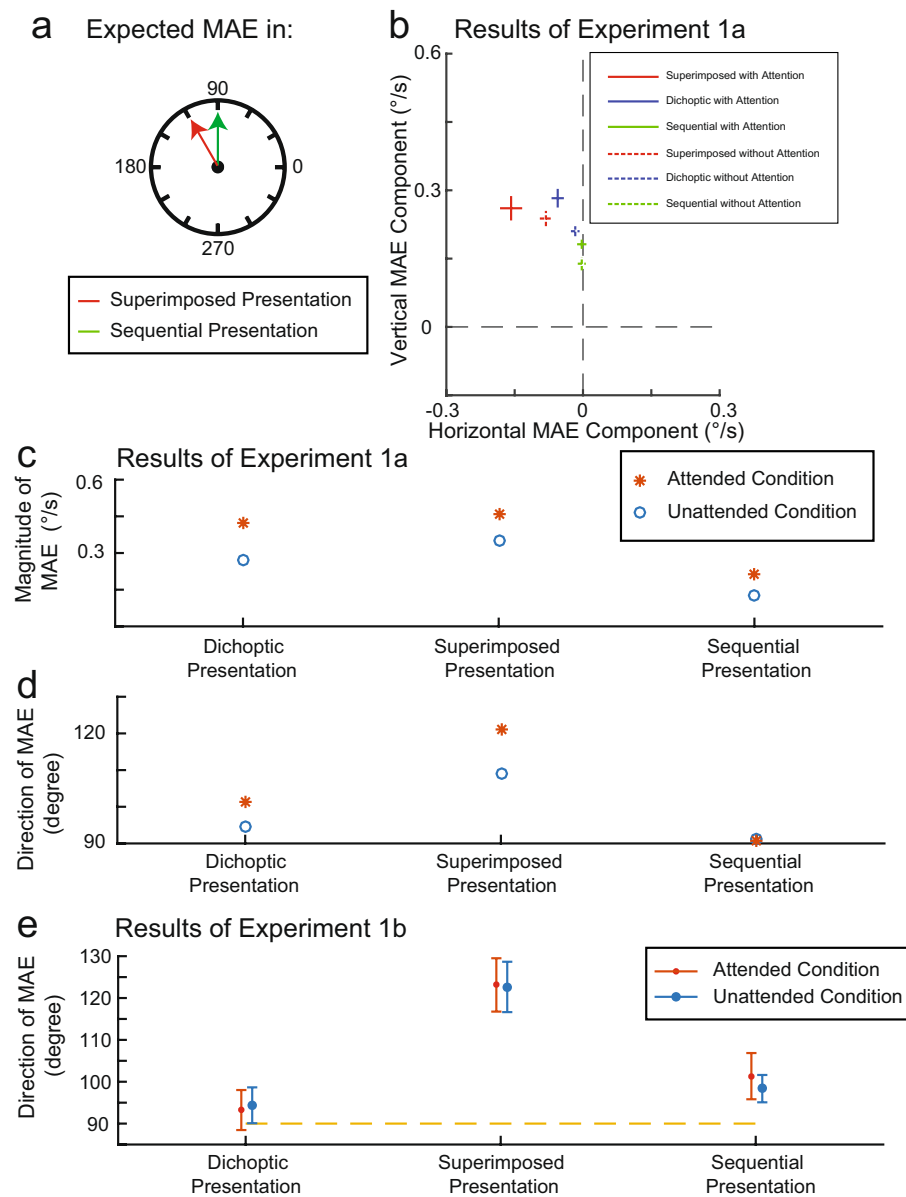 a Expected MAE in:
90
180
0
270
Superimposed Presentation
Sequential Presentation
b Results of Experiment 1a
Vertical MAE Component (°/s)
0.6
0.3
0
-0.3
0
0.3
Horizontal MAE Component (°/s)
Superimposed with Attention
Dichoptic with Attention
Sequential with Attention
Superimposed without Attention
Dichoptic without Attention
Sequential without Attention
c Results of Experiment 1a
Attended Condition
Unattended Condition
Magnitude of
MAE (°/s)
0.6
0.3
Dichoptic
Presentation
Superimposed
Presentation
Sequential
Presentation
d
Direction of MAE
(degree)
120
90
Dichoptic
Presentation
Superimposed
Presentation
Sequential
Presentation
e Results of Experiment 1b
Attended Condition
Unattended Condition
Direction of MAE
(degree)
130
120
110
100
90
Dichoptic
Presentation
Superimposed
Presentation
Sequential
Presentation